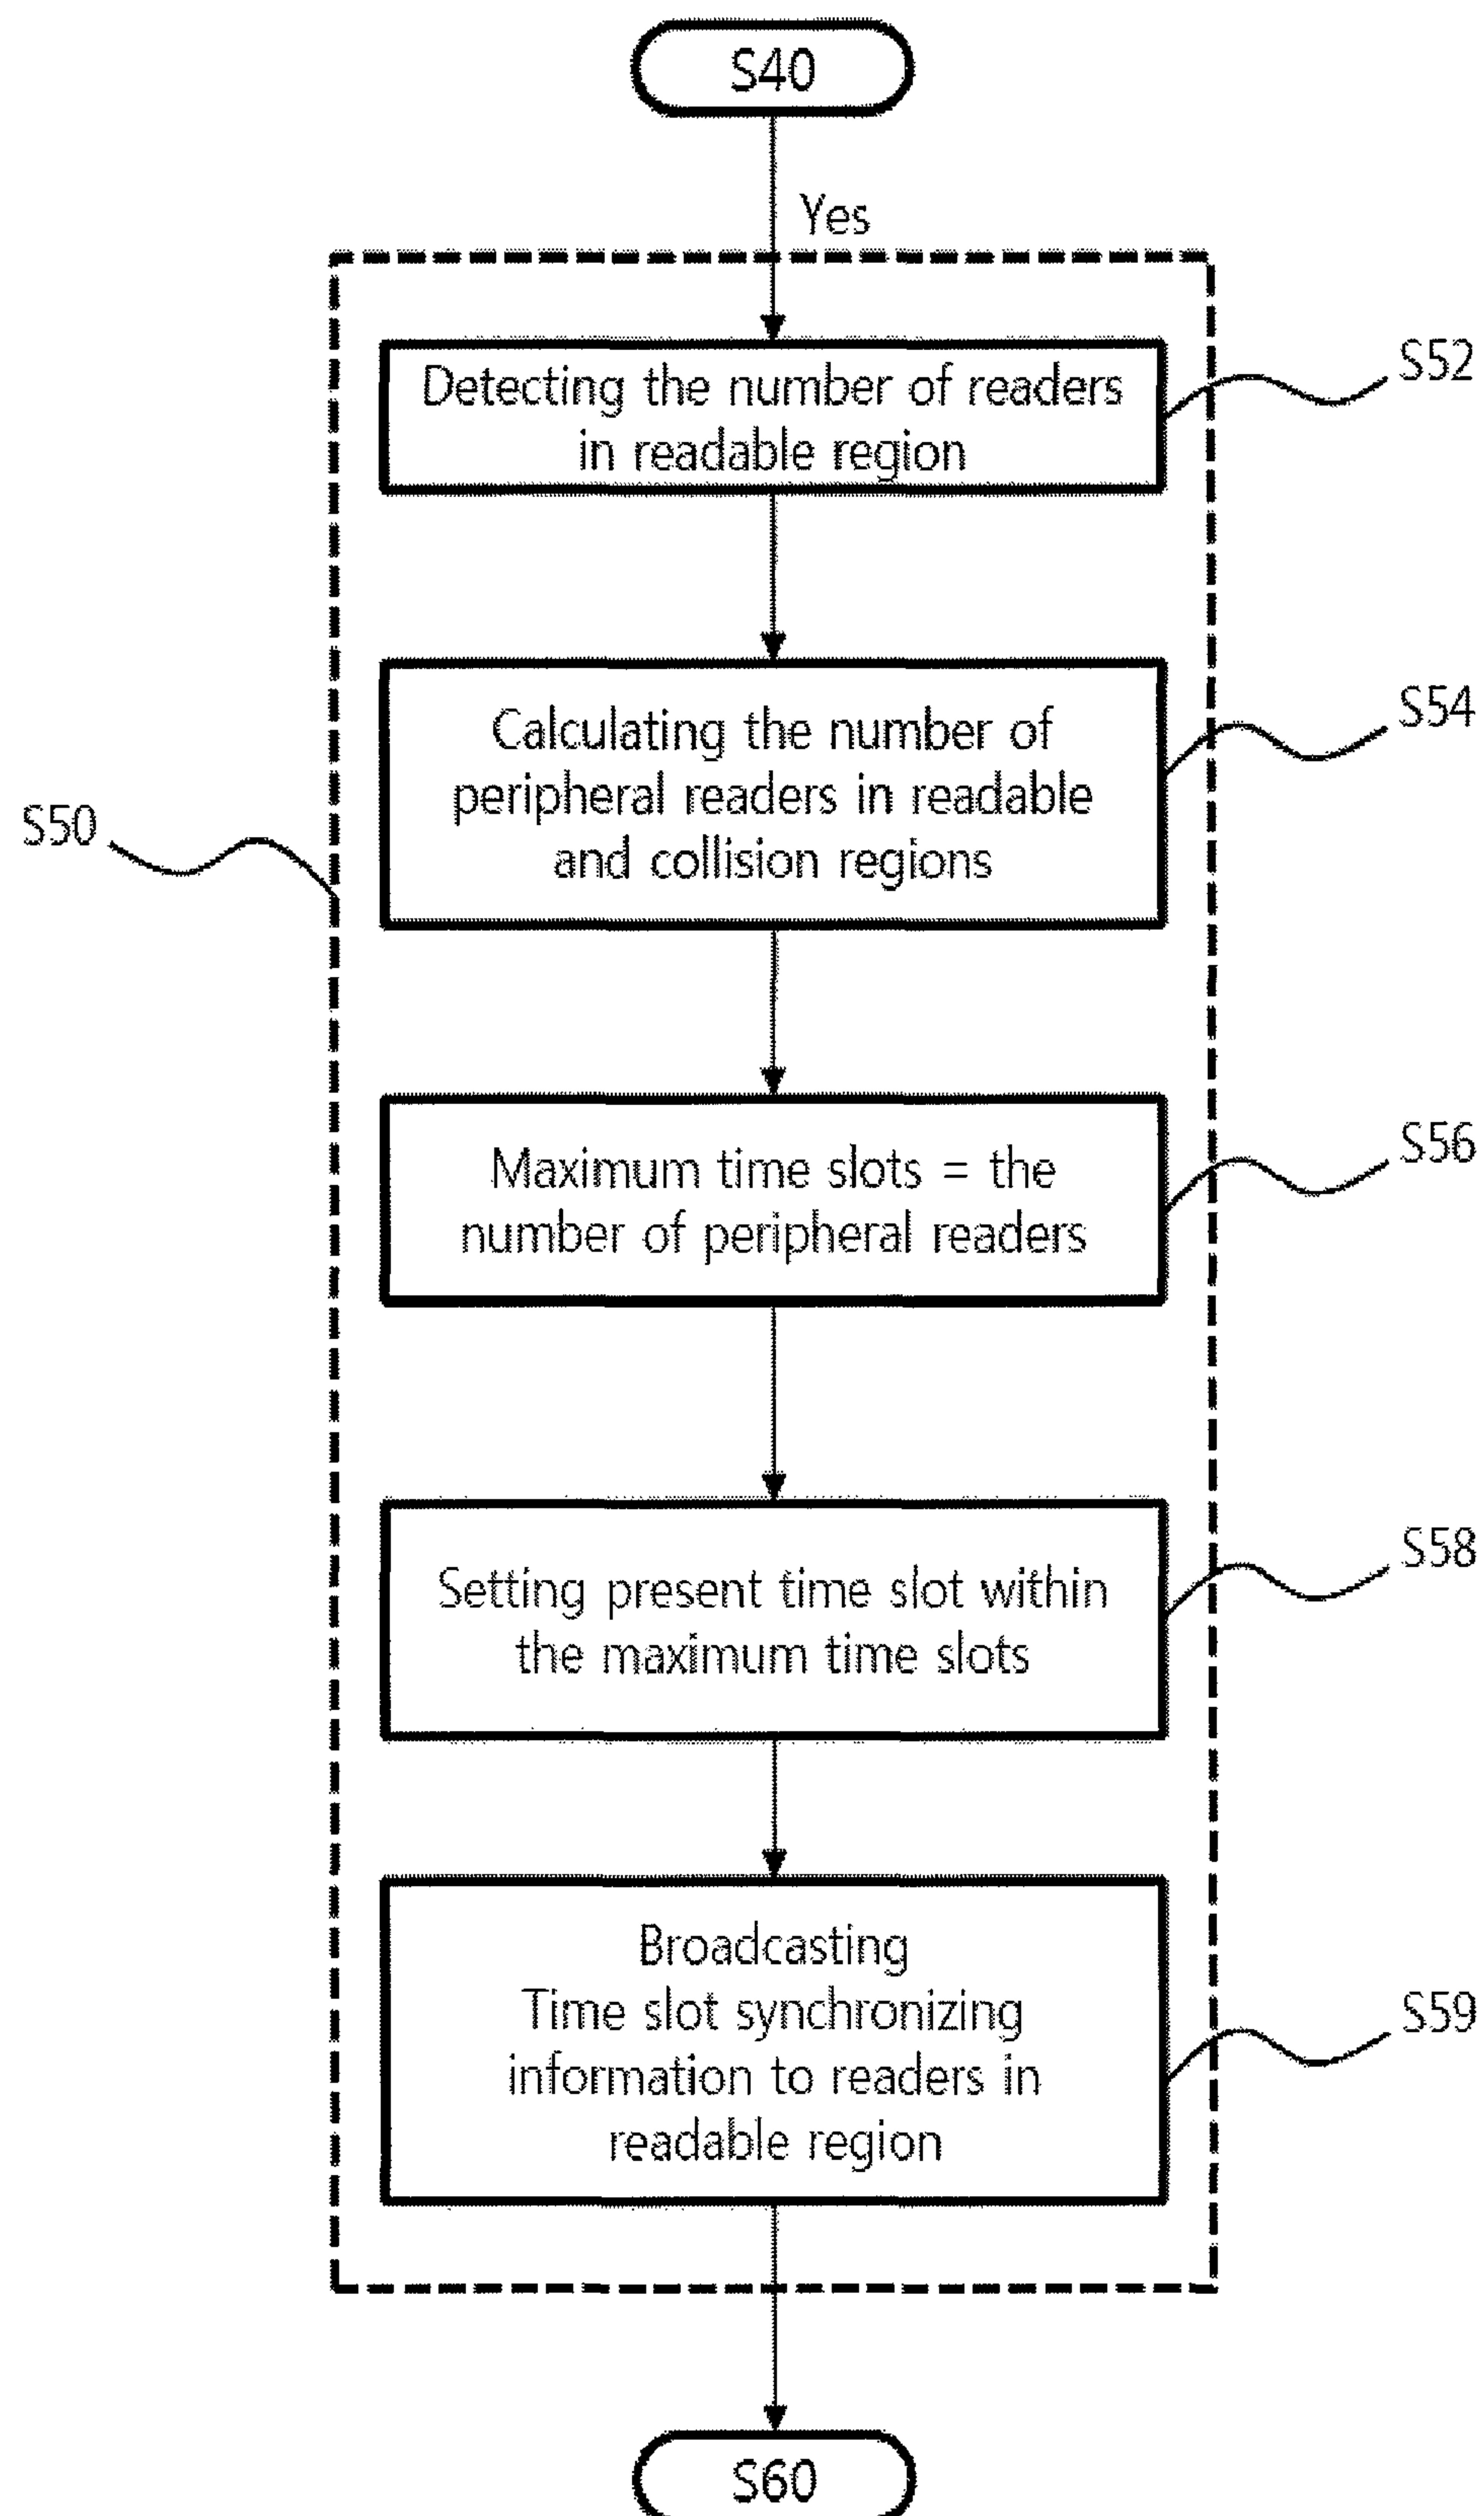 S40
Yes
Detecting the number of readers
in readable region
S52
Calculating the number of
peripheral readers in readable
and collision regions
S54
S50
Maximum time slots = the
number of peripheral readers
S56
Setting present time slot within
the maximum time slots
S58
Broadcasting
Time slot synchronizing
information to readers in
readable region
S59
S60